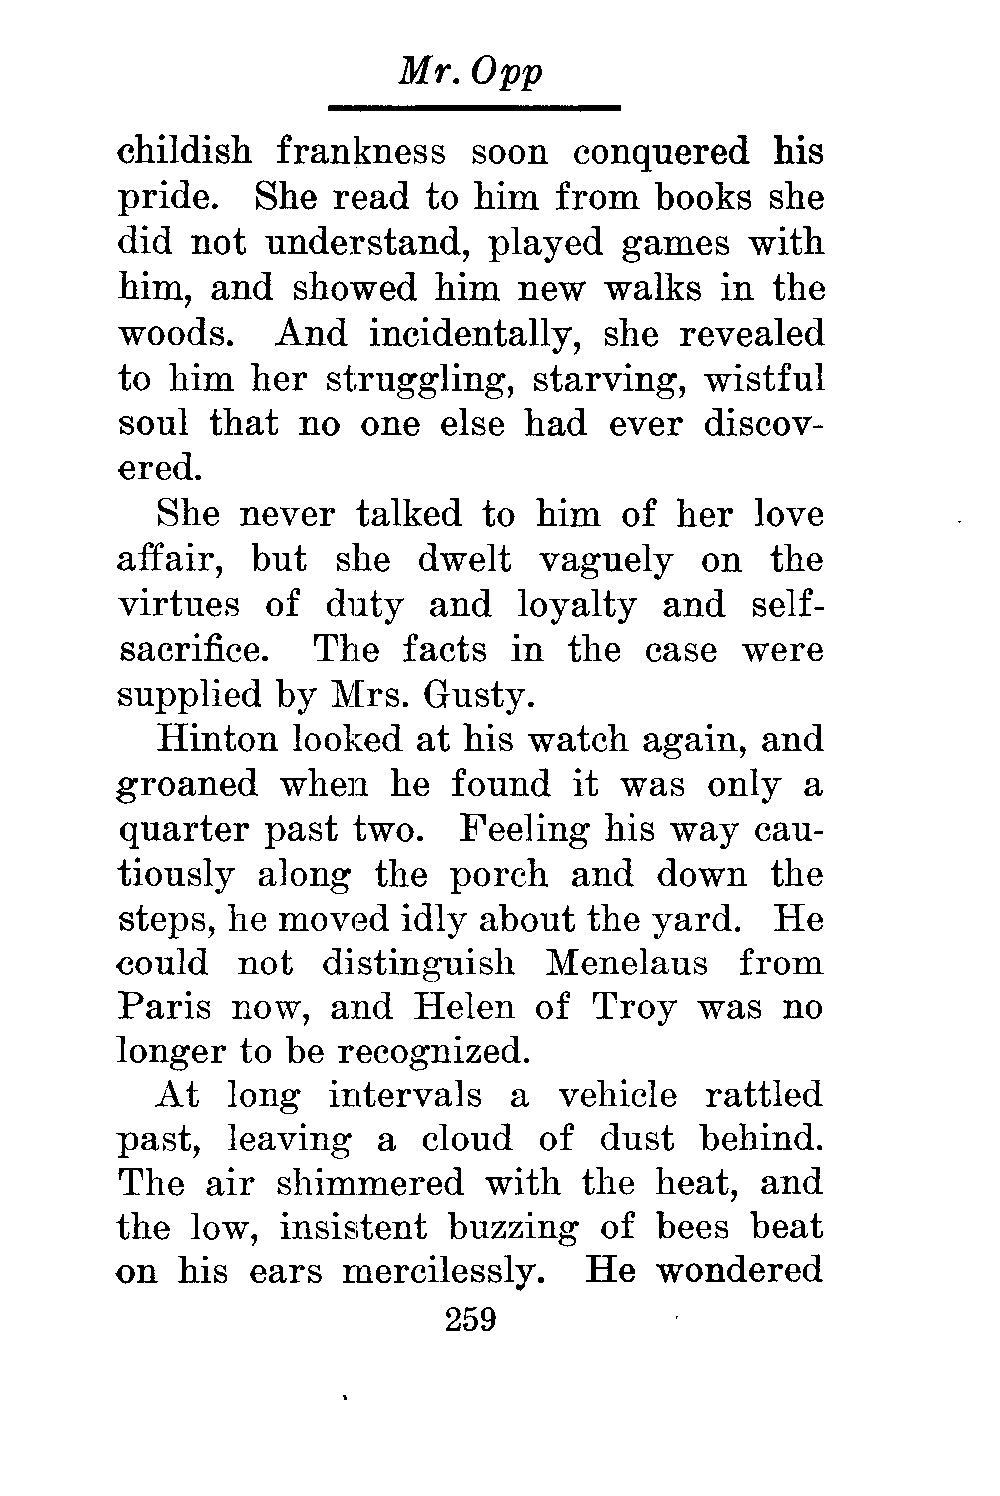 Mr. Opp
childish frankness soon conquered his
pride. She read to him from books she
did not understand, played games with
him, and showed him new walks in the
woods. And incidentally, she revealed
to him her struggling, starving, wistful
soul that no one else had ever discov-
ered.
She never talked to him of her love
affair, but she dwelt vaguely on the
virtues of duty and loyalty and self-
sacrifice. The facts in the case were
supplied by Mrs. Gusty.
Hinton looked at his watch again, and
groaned when he found it was only a
quarter past two. Feeling his way cau-
tiously along the porch and down the
steps, he moved idly about the yard. He
could not distinguish Menelaus from
Paris now, and Helen of Troy was no
longer to be recognized.
At long intervals a vehicle rattled
past, leaving a cloud of dust behind.
The air shimmered with the heat, and
the low, insistent buzzing of bees beat
on his ears mercilessly. He wondered
259